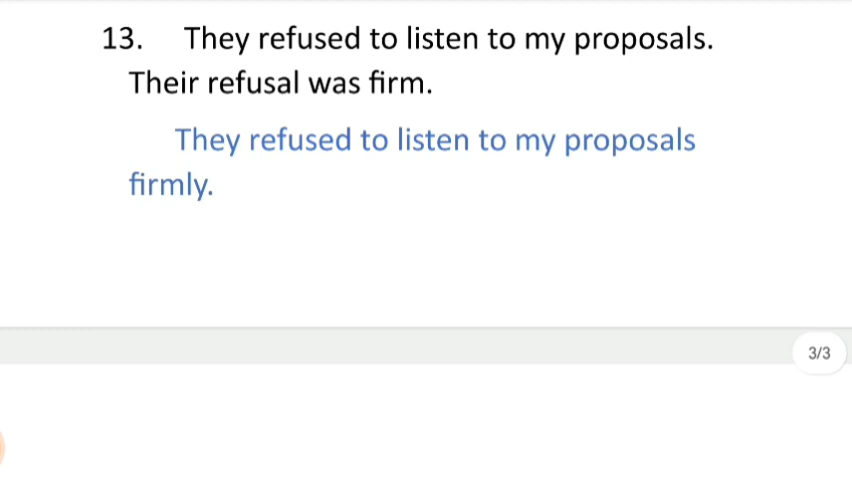 13. They refused to listen to my proposals.
Their refusal was firm.
They refused to listen to my proposals
firmly.
3/3